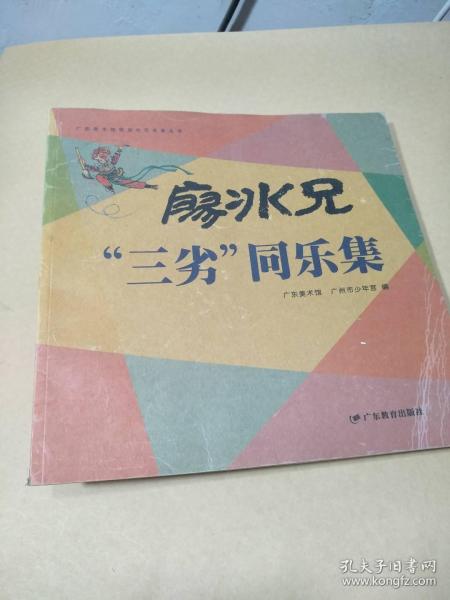 廖冰兄
“三劣”同乐集
广东美术馆 广州市少年宫 编
广东教育出版社
孔夫子旧书网
www.kongfz.com